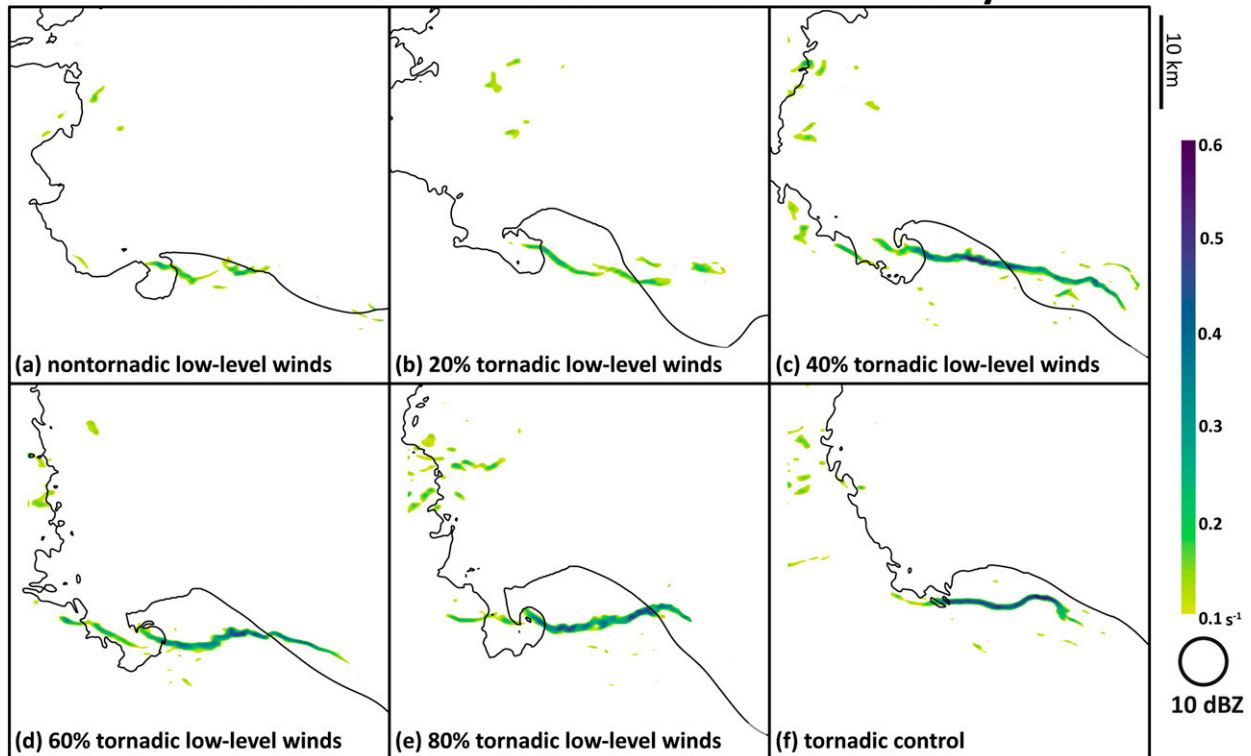 10 km
(a) nontornadic low-level winds
(b) 20% tornadic low-level winds
(c) 40% tornadic low-level winds
0.6
0.5
0.4
0.3
0.2
0.1 s⁻¹
(d) 60% tornadic low-level winds
(e) 80% tornadic low-level winds
(f) tornadic control
10 dBZ